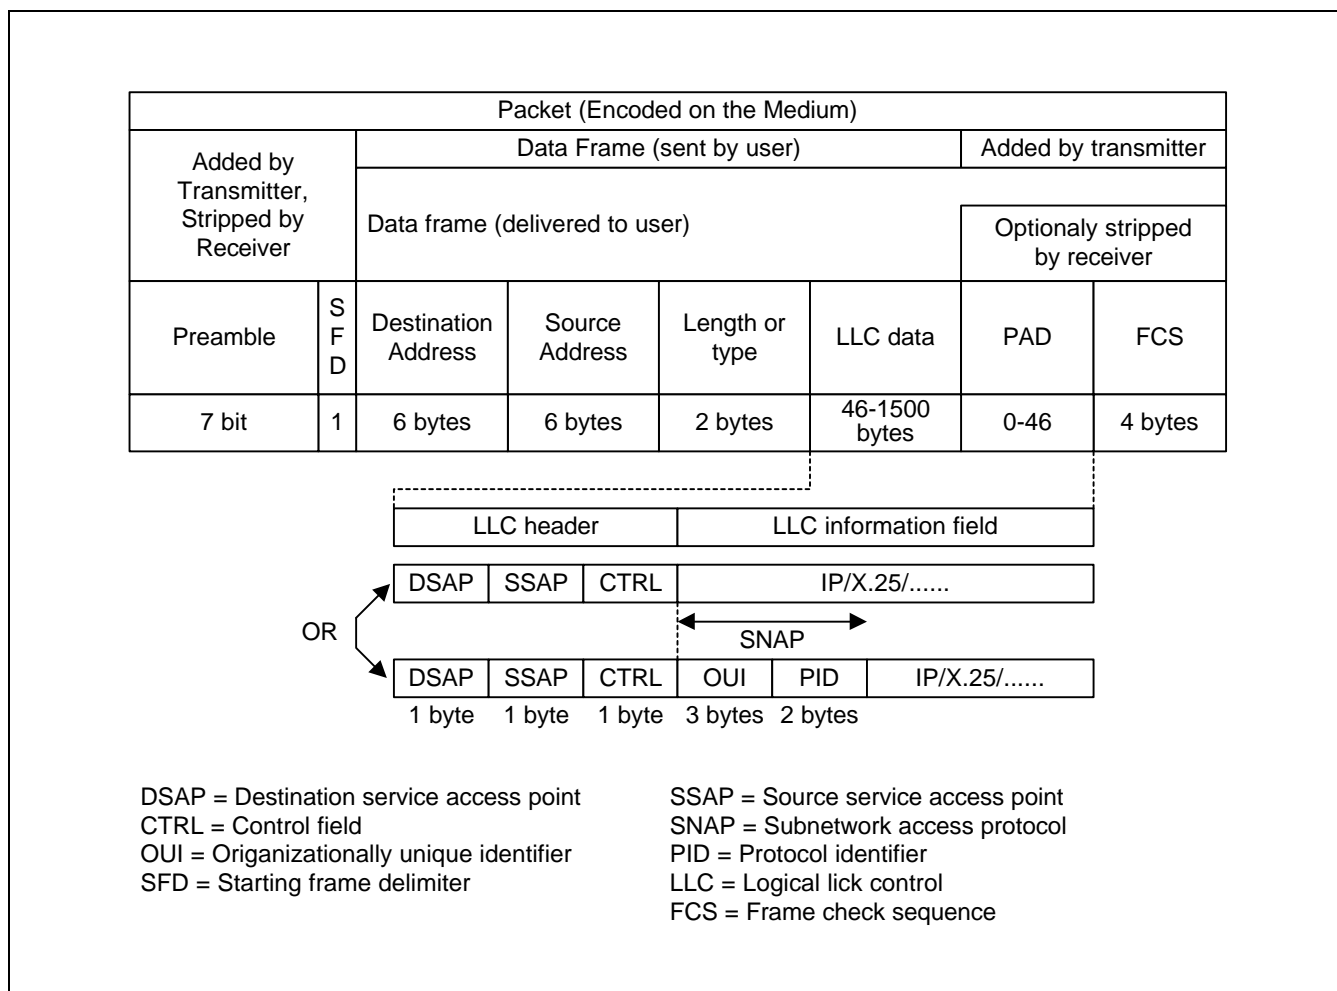 Packet (Encoded on the Medium)
Added by
Transmitter,
Stripped by
Receiver
Data Frame (sent by user)
Added by transmitter
Data frame (delivered to user)
Optionaly stripped
by receiver
Preamble
S
F
D
Destination
Address
Source
Address
Length or
type
LLC data
PAD
FCS
7 bit
1
6 bytes
6 bytes
2 bytes
46-1500
bytes
0-46
4 bytes
LLC header
LLC information field
DSAP
SSAP
CTRL
IP/X.25/......
OR
SNAP
DSAP
SSAP
CTRL
OUI
PID
IP/X.25/......
1 byte
1 byte
1 byte
3 bytes
2 bytes
DSAP = Destination service access point
CTRL = Control field
OUI = Origanizationally unique identifier
SFD = Starting frame delimiter
SSAP = Source service access point
SNAP = Subnetwork access protocol
PID = Protocol identifier
LLC = Logical lick control
FCS = Frame check sequence